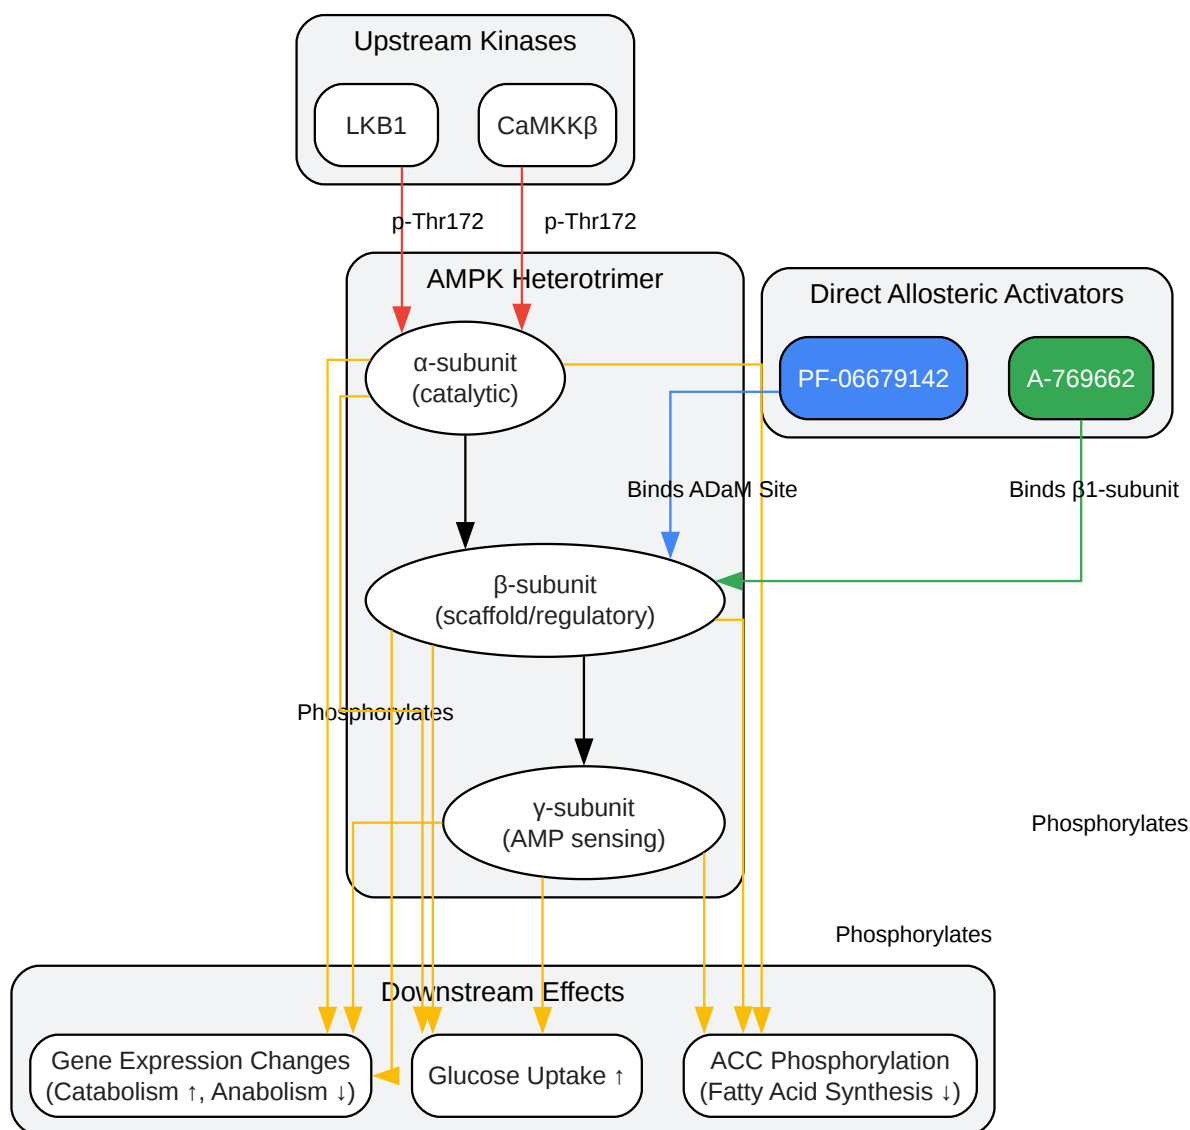 Upstream Kinases
LKB1
CaMKKβ
p-Thr172
p-Thr172
AMPK Heterotrimer
Direct Allosteric Activators
α-subunit
(catalytic)
PF-06679142
A-769662
Binds ADaM Site
Binds β1-subunit
β-subunit
(scaffold/regulatory)
Phosphorylates
γ-subunit
(AMP sensing)
Phosphorylates
Phosphorylates
Downstream Effects
Gene Expression Changes
(Catabolism ↑, Anabolism ↓)
Glucose Uptake ↑
ACC Phosphorylation
(Fatty Acid Synthesis ↓)